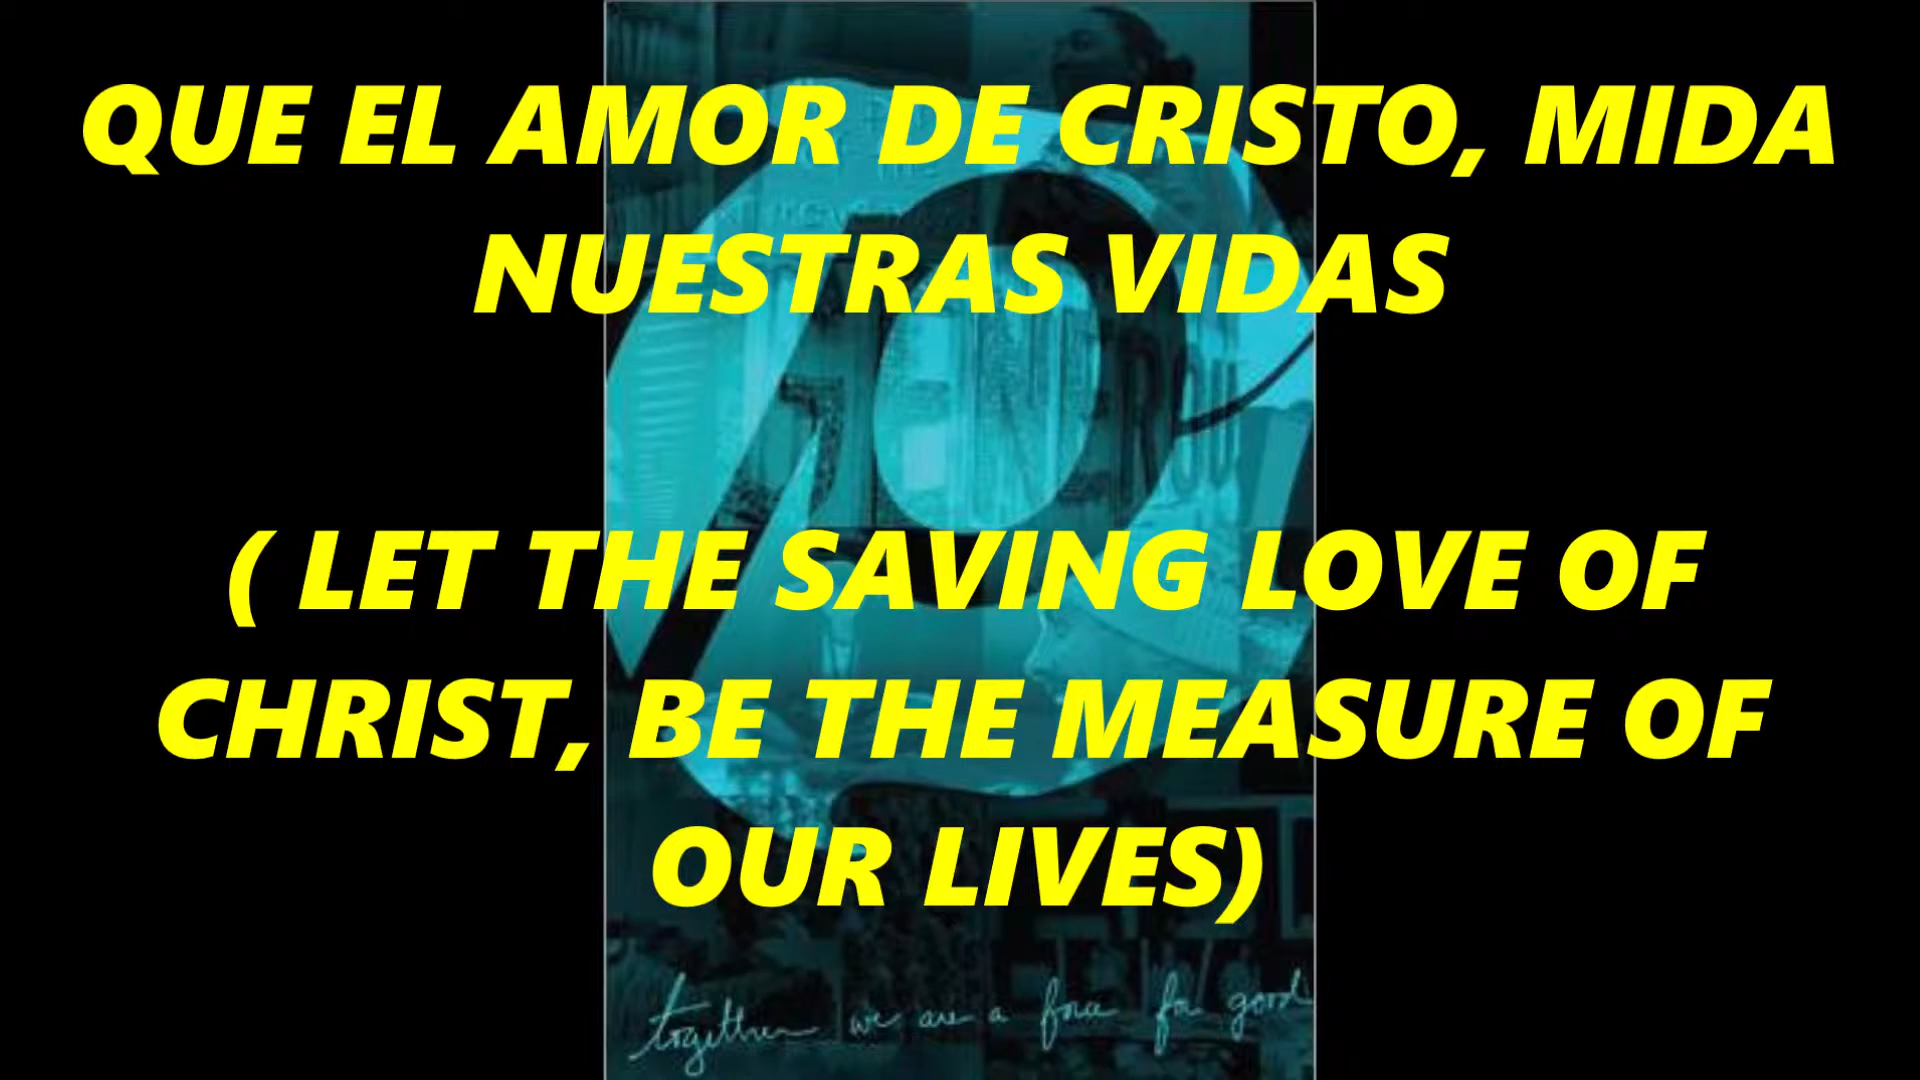 QUE EL AMOR DE CRISTO, MIDA
NUESTRAS VIDAS
( LET THE SAVING LOVE OF
CHRIST, BE THE MEASURE OF
OUR LIVES)
together we are a force for good